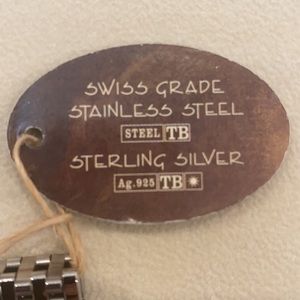 SWISS GRADE
STAINLESS STEEL
STEEL TB
STERLING SILVER
Ag.925 TB